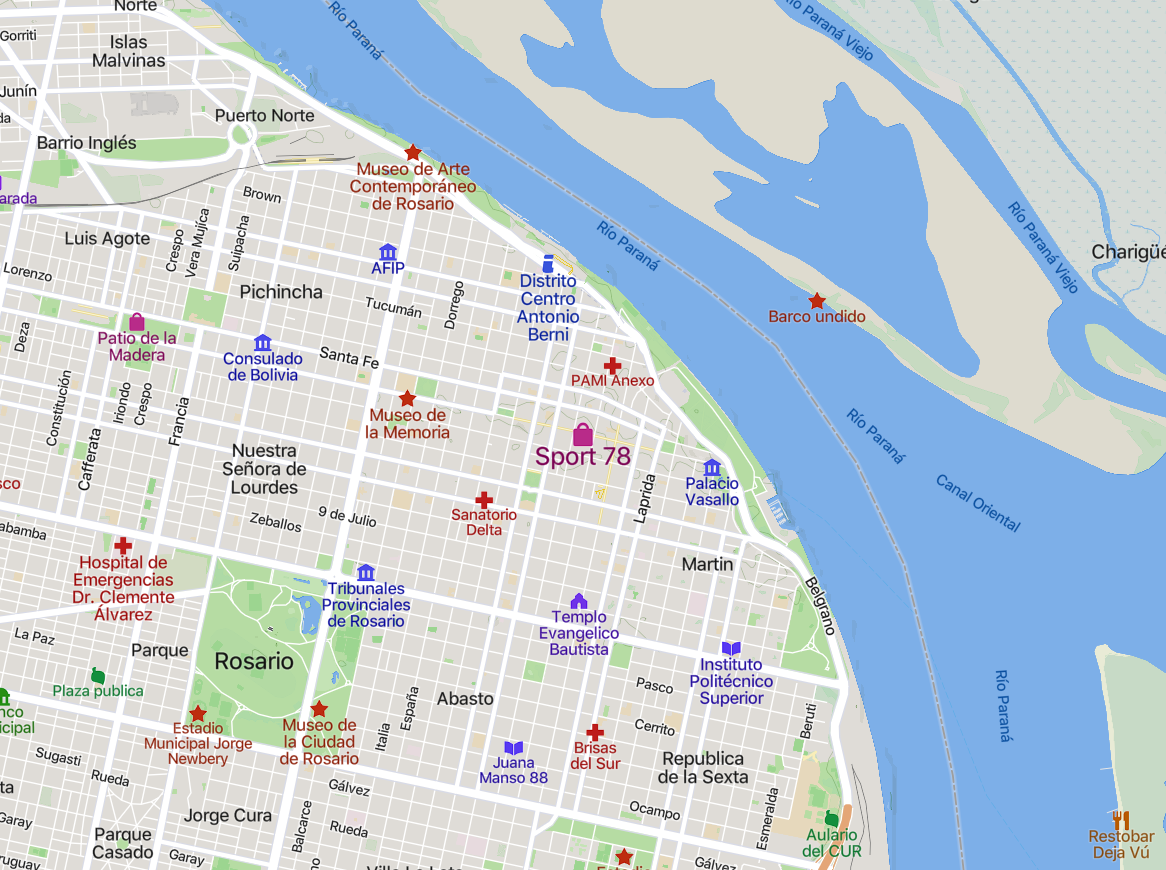 Norte
Gorriti
Islas
Malvinas
Río Paraná
Río Paraná Viejo
Junín
Puerto Norte
Barrio Inglés
Museo de Arte
Contemporáneo
de Rosario
Brown
Luis Agote
Crespo
Vera Mujíca
Suipacha
AFIP
Río Paraná
Río Paraná Viejo
Lorenzo
Pichincha
Tucumán
Dorrego
Distrito
Centro
Antonio
Berni
Barco undido
Deza
Patio de la
Madera
Consulado
de Bolivia
Santa Fe
PAMI Anexo
Constitución
Iriondo
Crespo
Francia
Cafferata
Museo de
la Memoria
Sport 78
Río Paraná
Nuestra
Señora de
Lourdes
Laprida
Palacio
Vasallo
Canal Oriental
Zeballos
9 de Julio
Sanatorio
Delta
Hospital de
Emergencias
Dr. Clemente
Álvarez
Tribunales
Provinciales
de Rosario
Martin
Belgrano
Templo
Evangelico
Bautista
La Paz
Parque
Rosario
Plaza publica
Instituto
Politécnico
Superior
Pasco
Río Paraná
Abasto
España
Italia
Estadio
Municipal Jorge
Newbery
Museo de
la Ciudad
de Rosario
Cerrito
Beruti
Brisas
del Sur
Juana
Manso 88
Republica
de la Sexta
Sugasti
Rueda
Gálvez
Ocampo
Esmeralda
Jorge Cura
Balcarce
Rueda
Garay
Parque
Casado
Garay
Aulario
del CUR
Restobar
Deja Vú
Gálvez